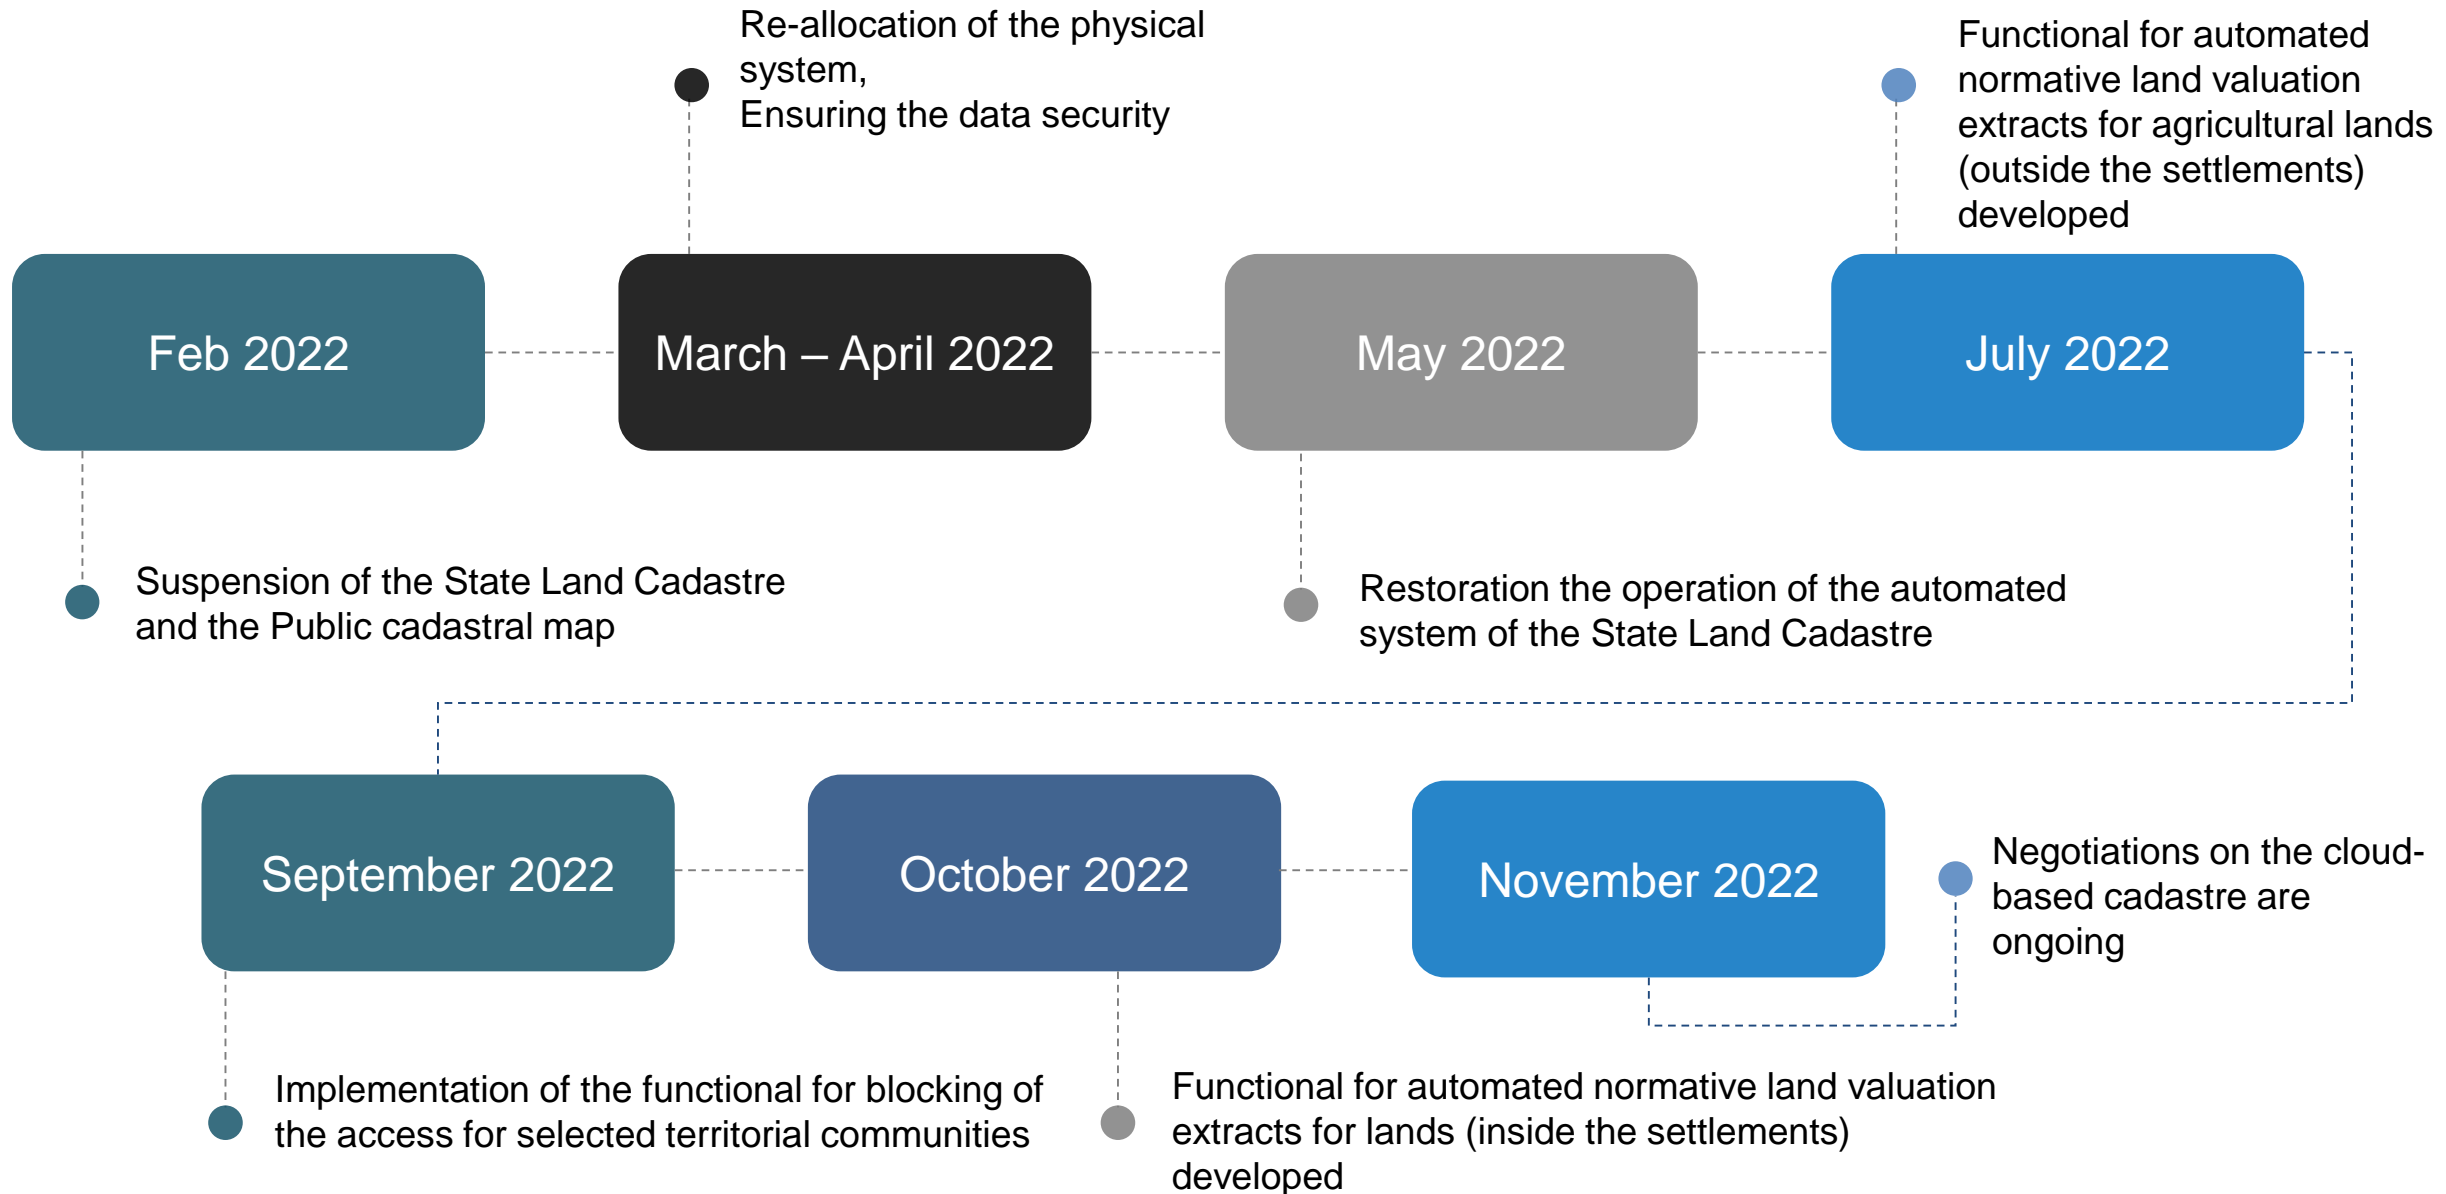 Re-allocation of the physical
system,
Ensuring the data security
Functional for automated
normative land valuation
extracts for agricultural lands
(outside the settlements)
developed
Feb 2022
March – April 2022
May 2022
July 2022
Suspension of the State Land Cadastre
and the Public cadastral map
Restoration the operation of the automated
system of the State Land Cadastre
September 2022
October 2022
November 2022
Negotiations on the cloud-
based cadastre are
ongoing
Implementation of the functional for blocking of
the access for selected territorial communities
Functional for automated normative land valuation
extracts for lands (inside the settlements)
developed